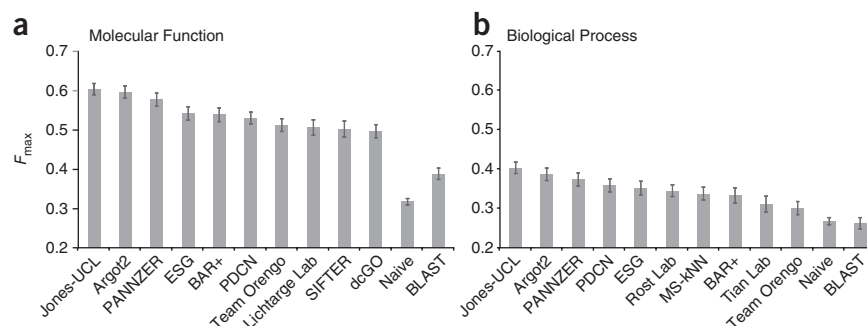 a Molecular Function
0.7
0.6
0.5
0.4
0.3
0.2
Fmax
Jones-UCL
Argot2
PANNZER
ESG
BAR+
PDCN
Team Orengo
Lichtarge Lab
SIFTER
dcGO
Naive
BLAST
b Biological Process
0.7
0.6
0.5
0.4
0.3
0.2
Jones-UCL
Argot2
PANNZER
PDCN
ESG
Rost Lab
MS-kNN
BAR+
Tian Lab
Team Orengo
Naive
BLAST